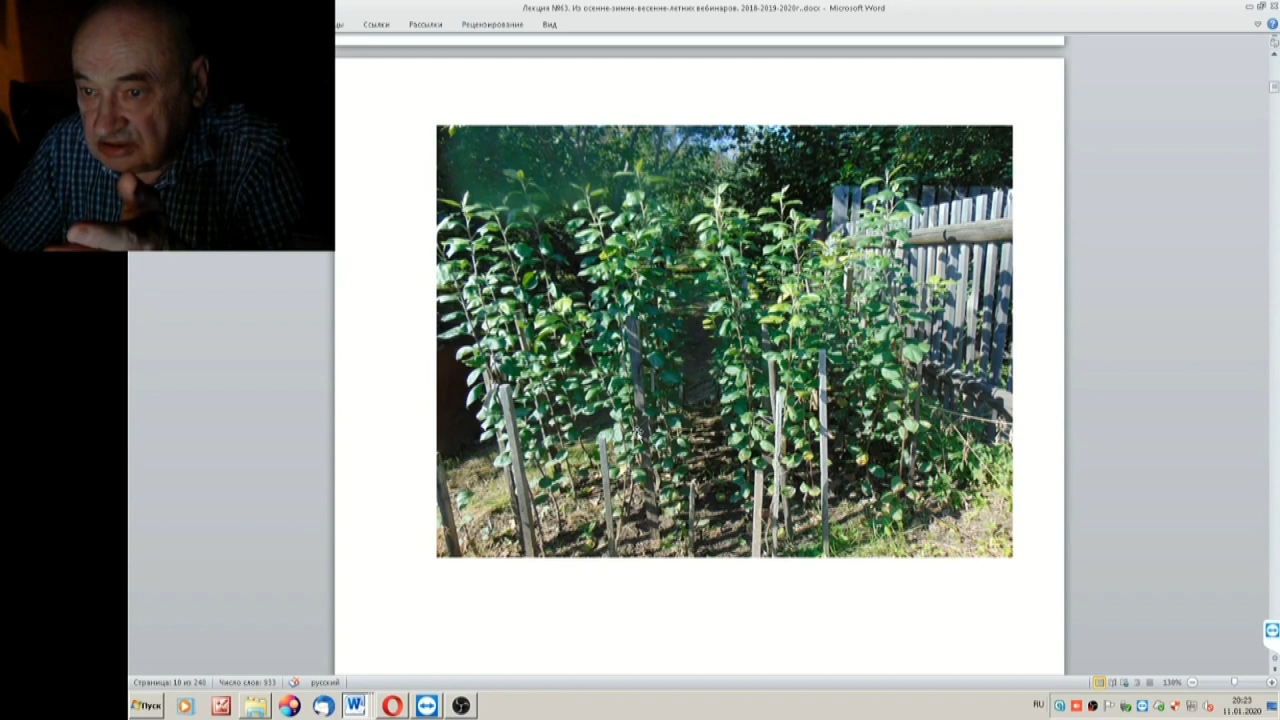 Лекция №63. Из осенне-зимне-весенне-летних вебинаров. 2018-2019-2020г..docx - Microsoft Word
Ссылки Рассылки Рецензирование Вид
Страница: 10 из 240 Число слов: 933 русский 130%
Пуск RU 20:23
11.01.2020